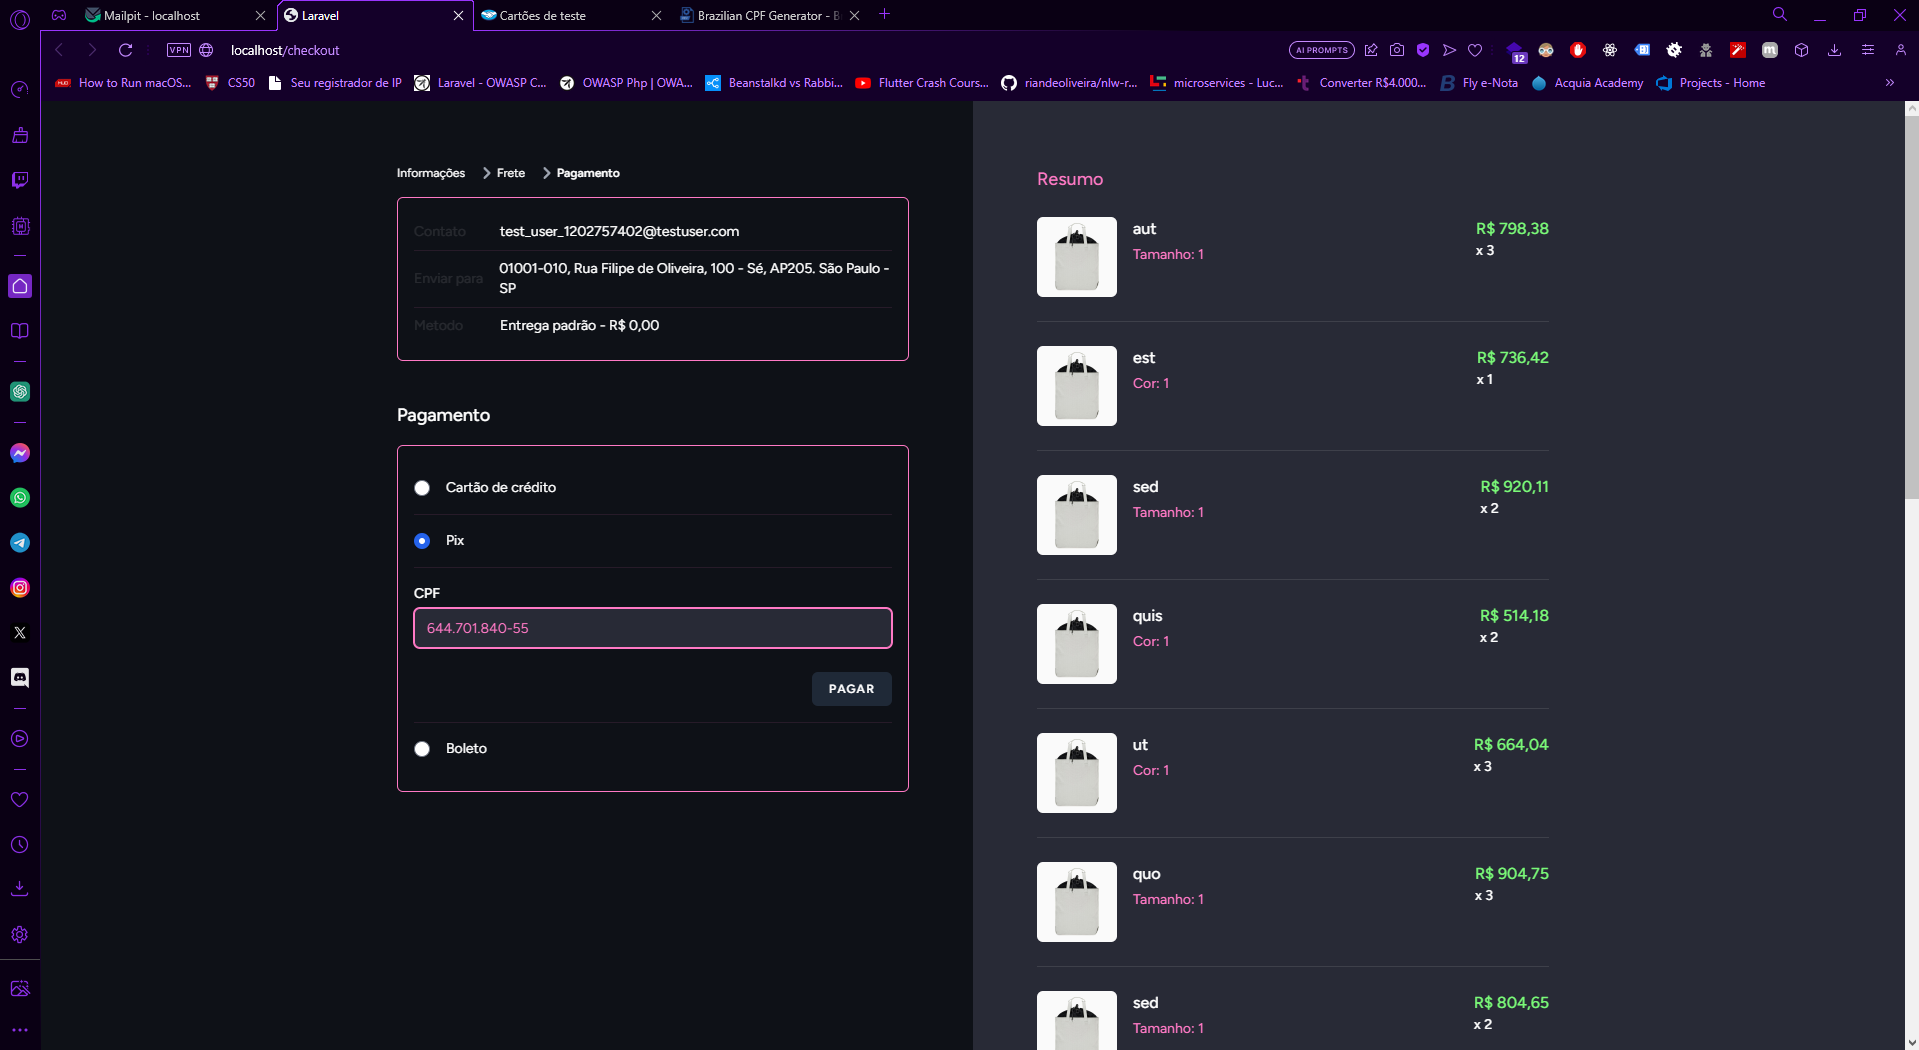 Mailpit - localhost
Laravel
Cartões de teste
Brazilian CPF Generator - B
VPN
localhost/checkout
AI PROMPTS
12
How to Run macOS...
CS50
Seu registrador de IP
Laravel - OWASP C...
OWASP Php | OWA...
Beanstalkd vs Rabbi...
Flutter Crash Cours...
riandeoliveira/nlw-r...
microservices - Luc...
Converter R$4.000...
Fly e-Nota
Acquia Academy
Projects - Home
Informações
Frete
Pagamento
Contato
test_user_1202757402@testuser.com
Enviar para
01001-010, Rua Filipe de Oliveira, 100 - Sé, AP205. São Paulo -
SP
Metodo
Entrega padrão - R$ 0,00
Pagamento
Cartão de crédito
Pix
CPF
644.701.840-55
PAGAR
Boleto
Resumo
aut
R$ 798,38
Tamanho: 1
x 3
est
R$ 736,42
Cor: 1
x 1
sed
R$ 920,11
Tamanho: 1
x 2
quis
R$ 514,18
Cor: 1
x 2
ut
R$ 664,04
Cor: 1
x 3
quo
R$ 904,75
Tamanho: 1
x 3
sed
R$ 804,65
Tamanho: 1
x 2